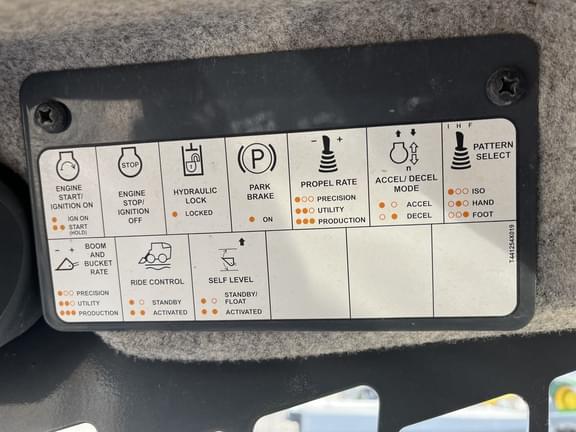 ENGINE
START/
IGNITION ON
IGN ON
START
(HOLD)
STOP
ENGINE
STOP/
IGNITION
OFF
HYDRAULIC
LOCK
LOCKED
P
PARK
BRAKE
ON
- +
PROPEL RATE
PRECISION
UTILITY
PRODUCTION
n
ACCEL/ DECEL
MODE
ACCEL
DECEL
I H F
PATTERN
SELECT
ISO
HAND
FOOT
- +
BOOM
AND
BUCKET
RATE
PRECISION
UTILITY
PRODUCTION
RIDE CONTROL
STANDBY
ACTIVATED
SELF LEVEL
STANDBY/
FLOAT
ACTIVATED
T441254X019